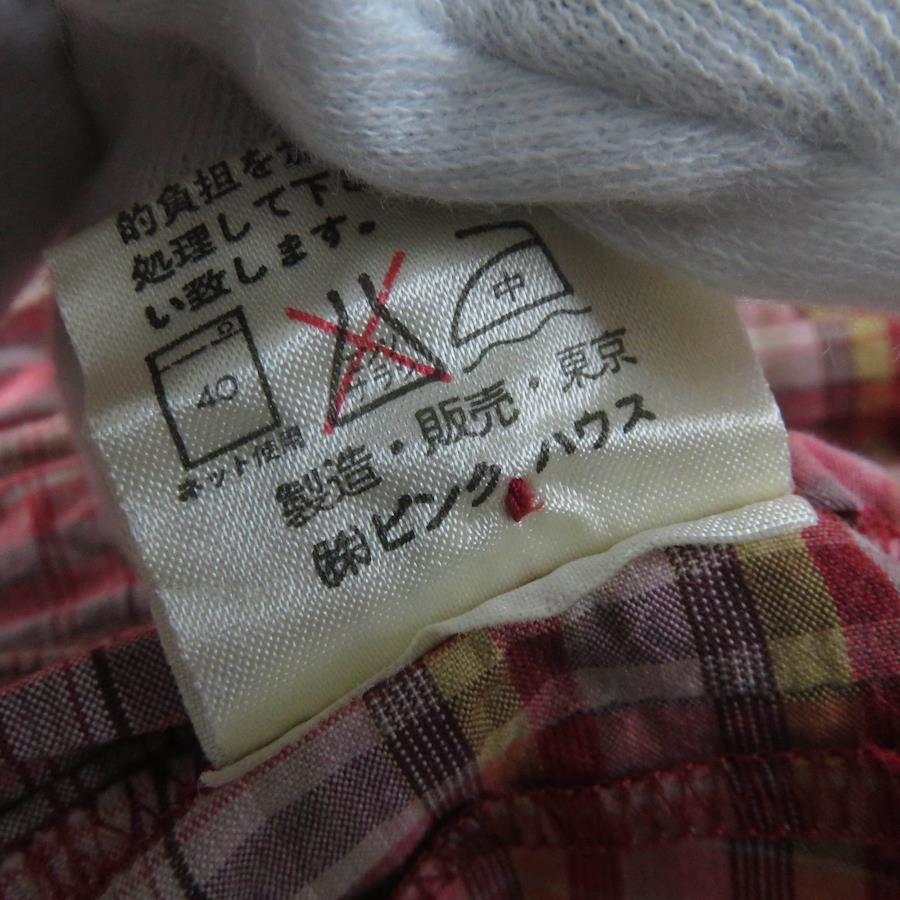 的負担を
処理して下
い致します。
40
中
ネット使用
製造・販売・東京
㈱ピンクハウス